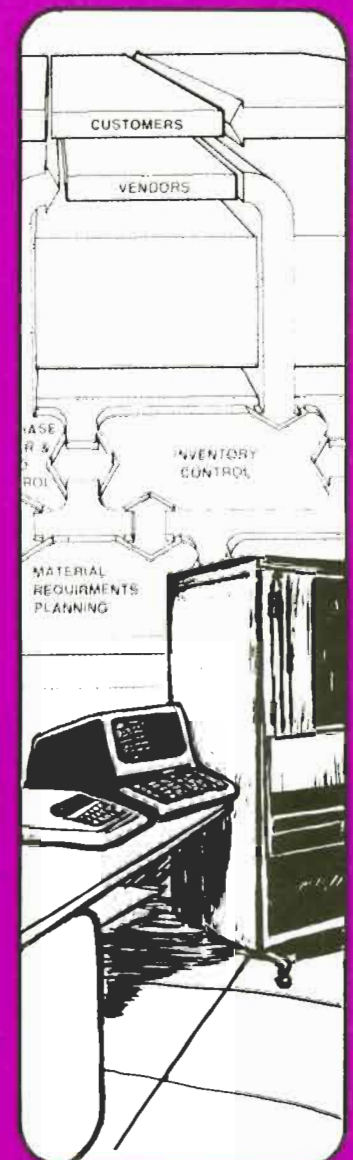 CUSTOMERS
VENDORS
INVENTORY
CONTROL
MATERIAL
REQUIRMENTS
PLANNING